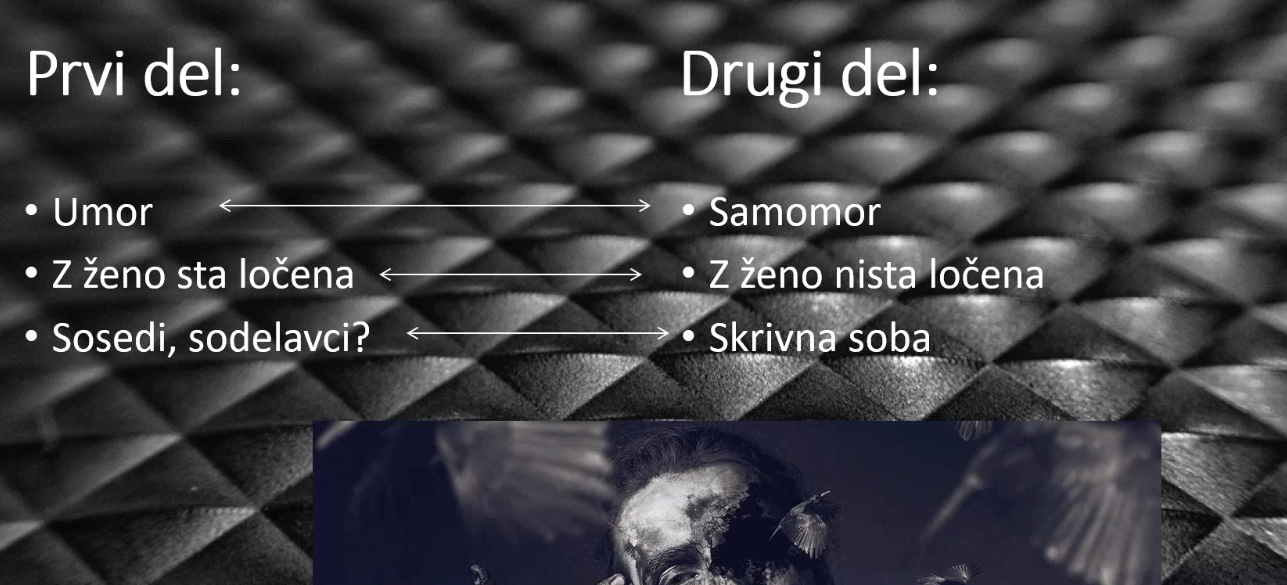 Prvi del:
Drugi del:
• Umor
• Samomor
• Z ženo sta ločena
• Z ženo nista ločena
• Sosedi, sodelavci?
• Skrivna soba